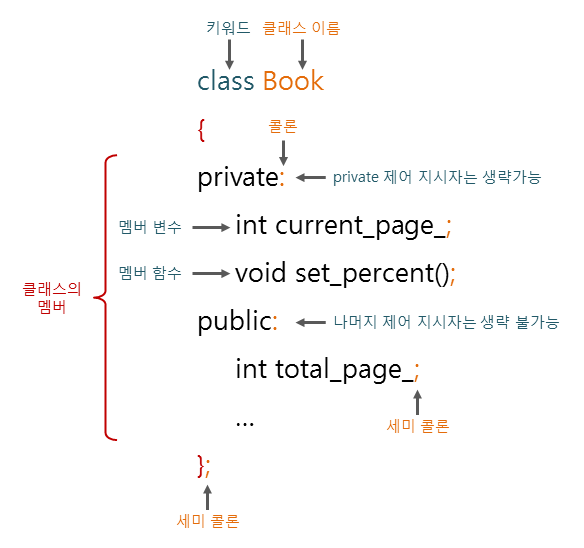 키워드 클래스 이름
class Book
{
콜론
private:
private 제어 지시자는 생략가능
멤버 변수
int current_page_;
멤버 함수
void set_percent();
클래스의
멤버
public:
나머지 제어 지시자는 생략 불가능
int total_page_;
...
세미 콜론
};
세미 콜론